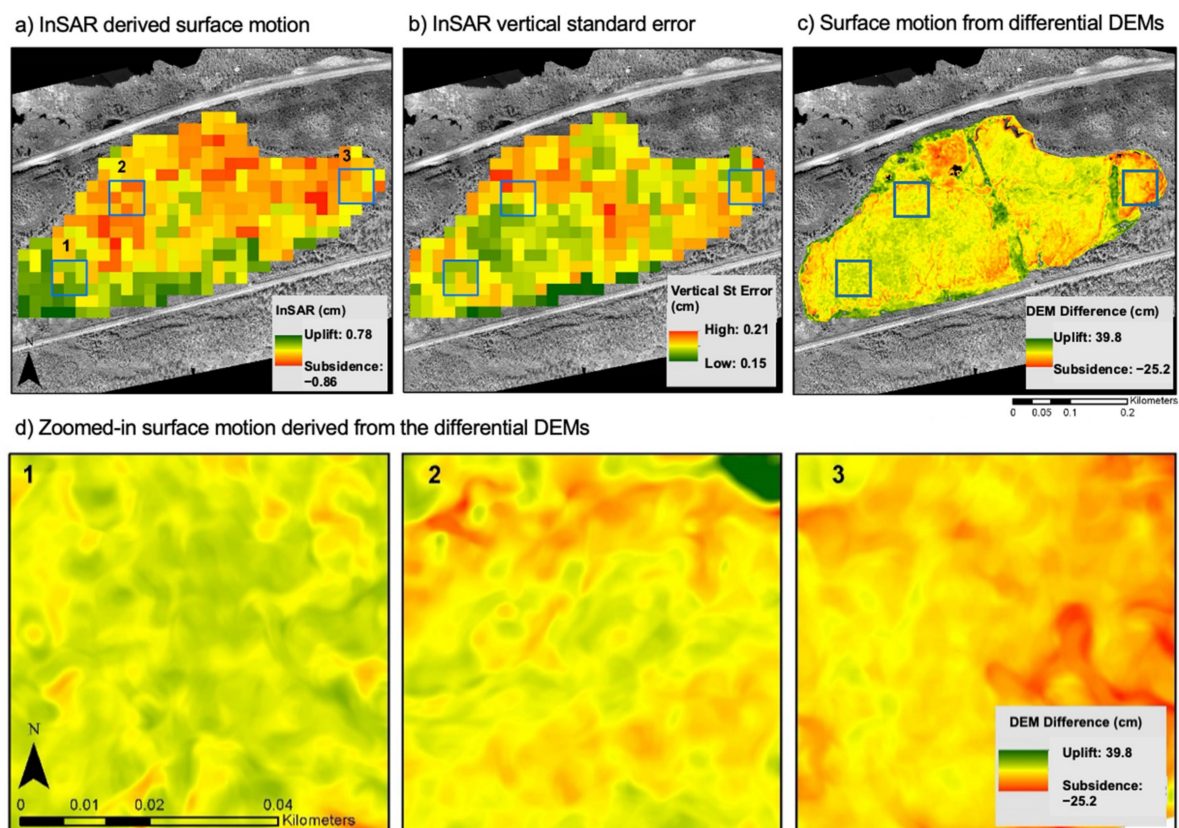 a) InSAR derived surface motion
b) InSAR vertical standard error
c) Surface motion from differential DEMs
1
2
3
N
InSAR (cm)
Uplift: 0.78
Subsidence:
−0.86
Vertical St Error
(cm)
High: 0.21
Low: 0.15
DEM Difference (cm)
Uplift: 39.8
Subsidence: −25.2
Kilometers
0 0.05 0.1 0.2
d) Zoomed-in surface motion derived from the differential DEMs
1
2
3
N
0 0.01 0.02 0.04
Kilometers
DEM Difference (cm)
Uplift: 39.8
Subsidence:
−25.2